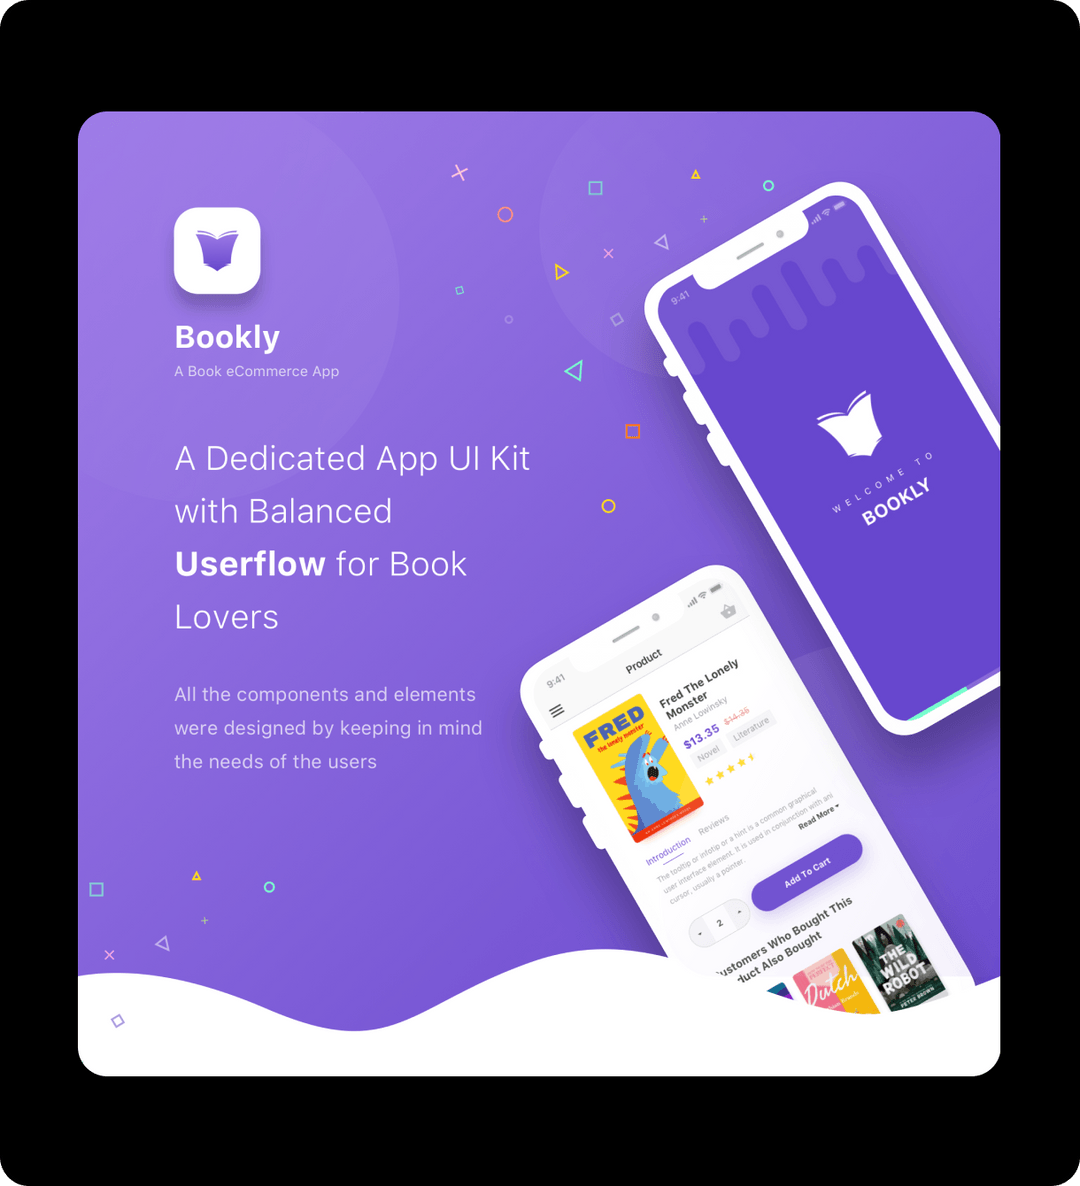 Bookly
A Book eCommerce App
A Dedicated App UI Kit
with Balanced
Userflow for Book
Lovers
All the components and elements
were designed by keeping in mind
the needs of the users
9:41
WELCOME TO
BOOKLY
9:41
Product
FRED
the lonely monster
Fred The Lonely
Monster
Anne Lowinsky
$13.35 $14.26
Novel Literature
Introduction Reviews
The tooltip or infotip or a hint is a common graphical
user interface element. It is used in conjunction with ani
cursor, usually a pointer.
Read More
2
Add To Cart
ustomers Who Bought This
duct Also Bought
Dutch
THE
WILD
ROBOT
PETER BROWN